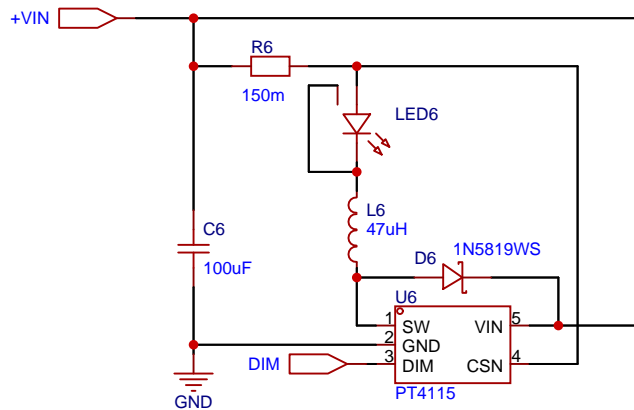 +VIN
R6
150m
LED6
C6
100uF
L6
47uH
D6
1N5819WS
U6
1 SW VIN 5
2 GND
3 DIM CSN 4
DIM
GND
PT4115